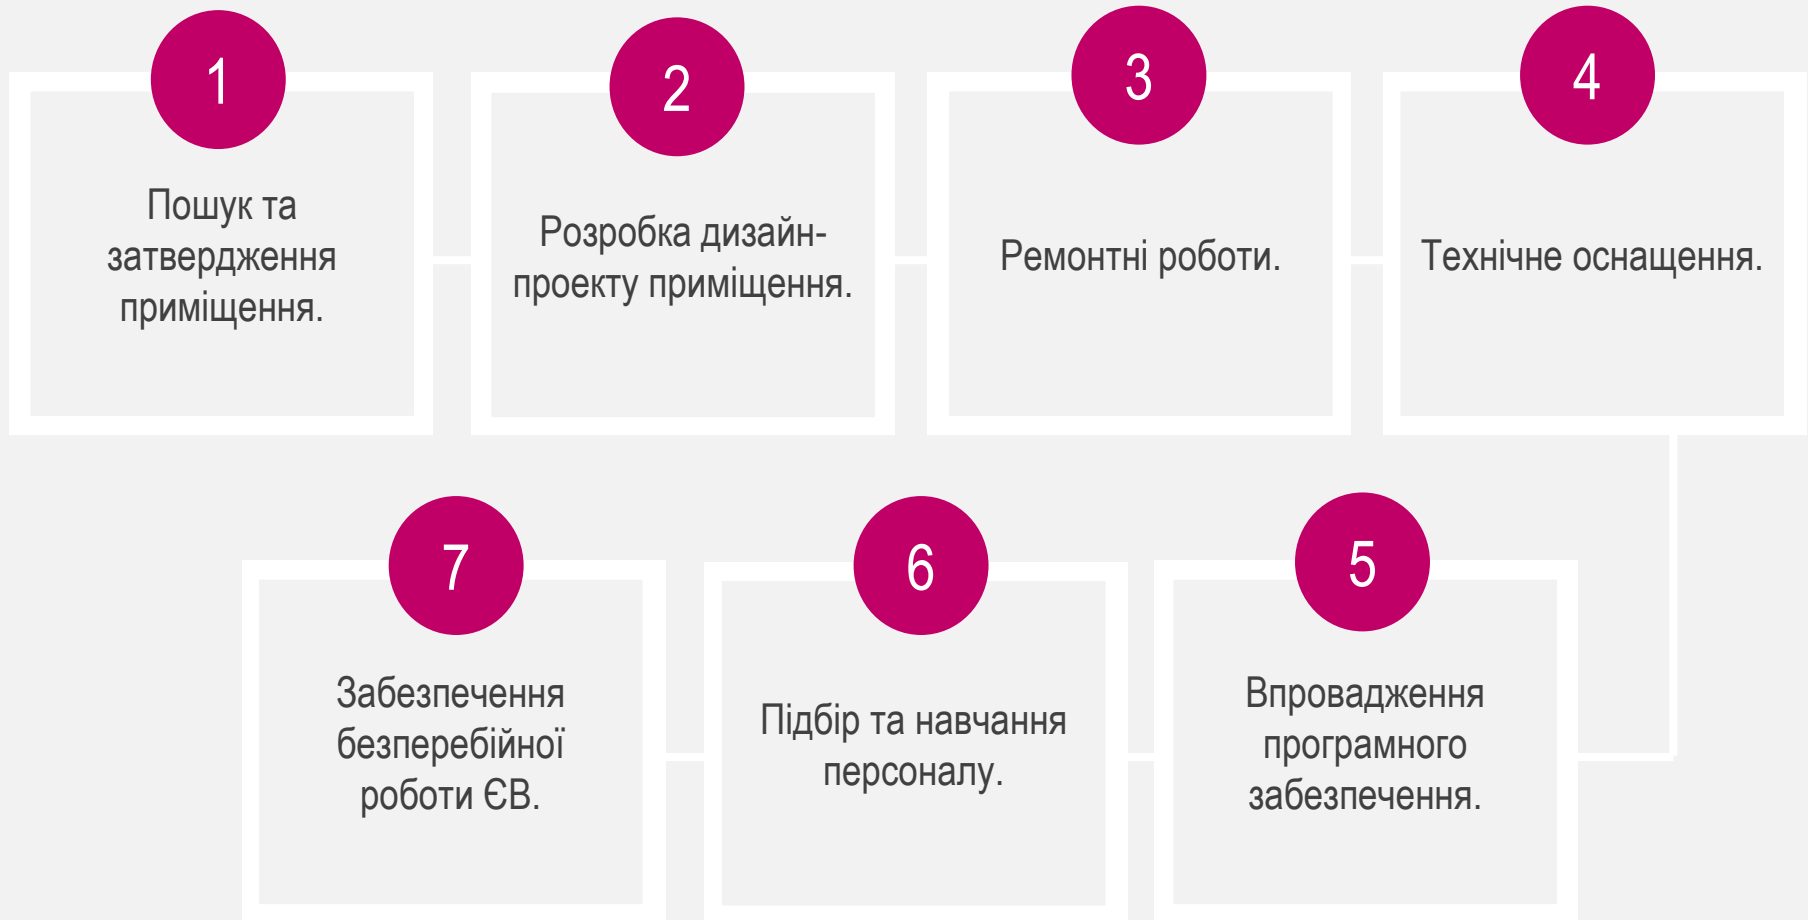 1
Пошук та
затвердження
приміщення.
2
Розробка дизайн-
проекту приміщення.
3
Ремонтні роботи.
4
Технічне оснащення.
5
Впровадження
програмного
забезпечення.
6
Підбір та навчання
персоналу.
7
Забезпечення
безперебійної
роботи ЄВ.